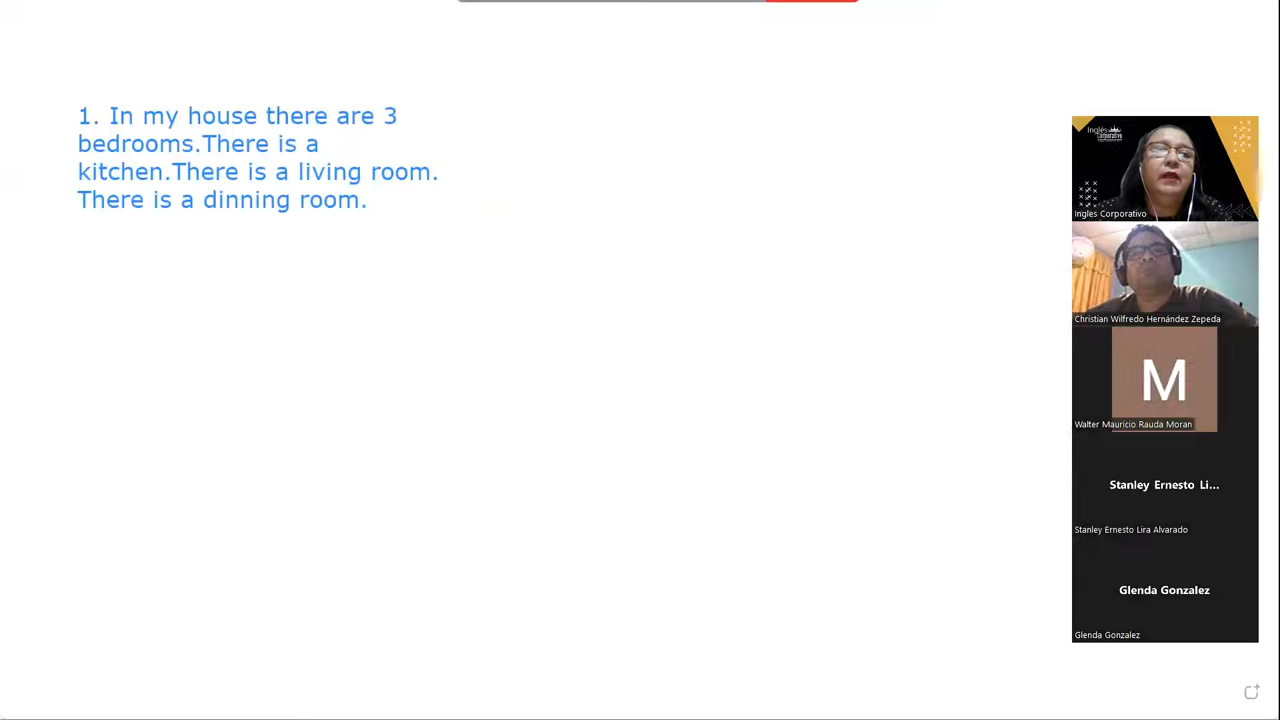 1. In my house there are 3
bedrooms.There is a
kitchen.There is a living room.
There is a dinning room.
Inglés
Corporativo
Ingles Corporativo
Christian Wilfredo Hernández Zepeda
M
Walter Mauricio Rauda Moran
Stanley Ernesto Li...
Stanley Ernesto Lira Alvarado
Glenda Gonzalez
Glenda Gonzalez